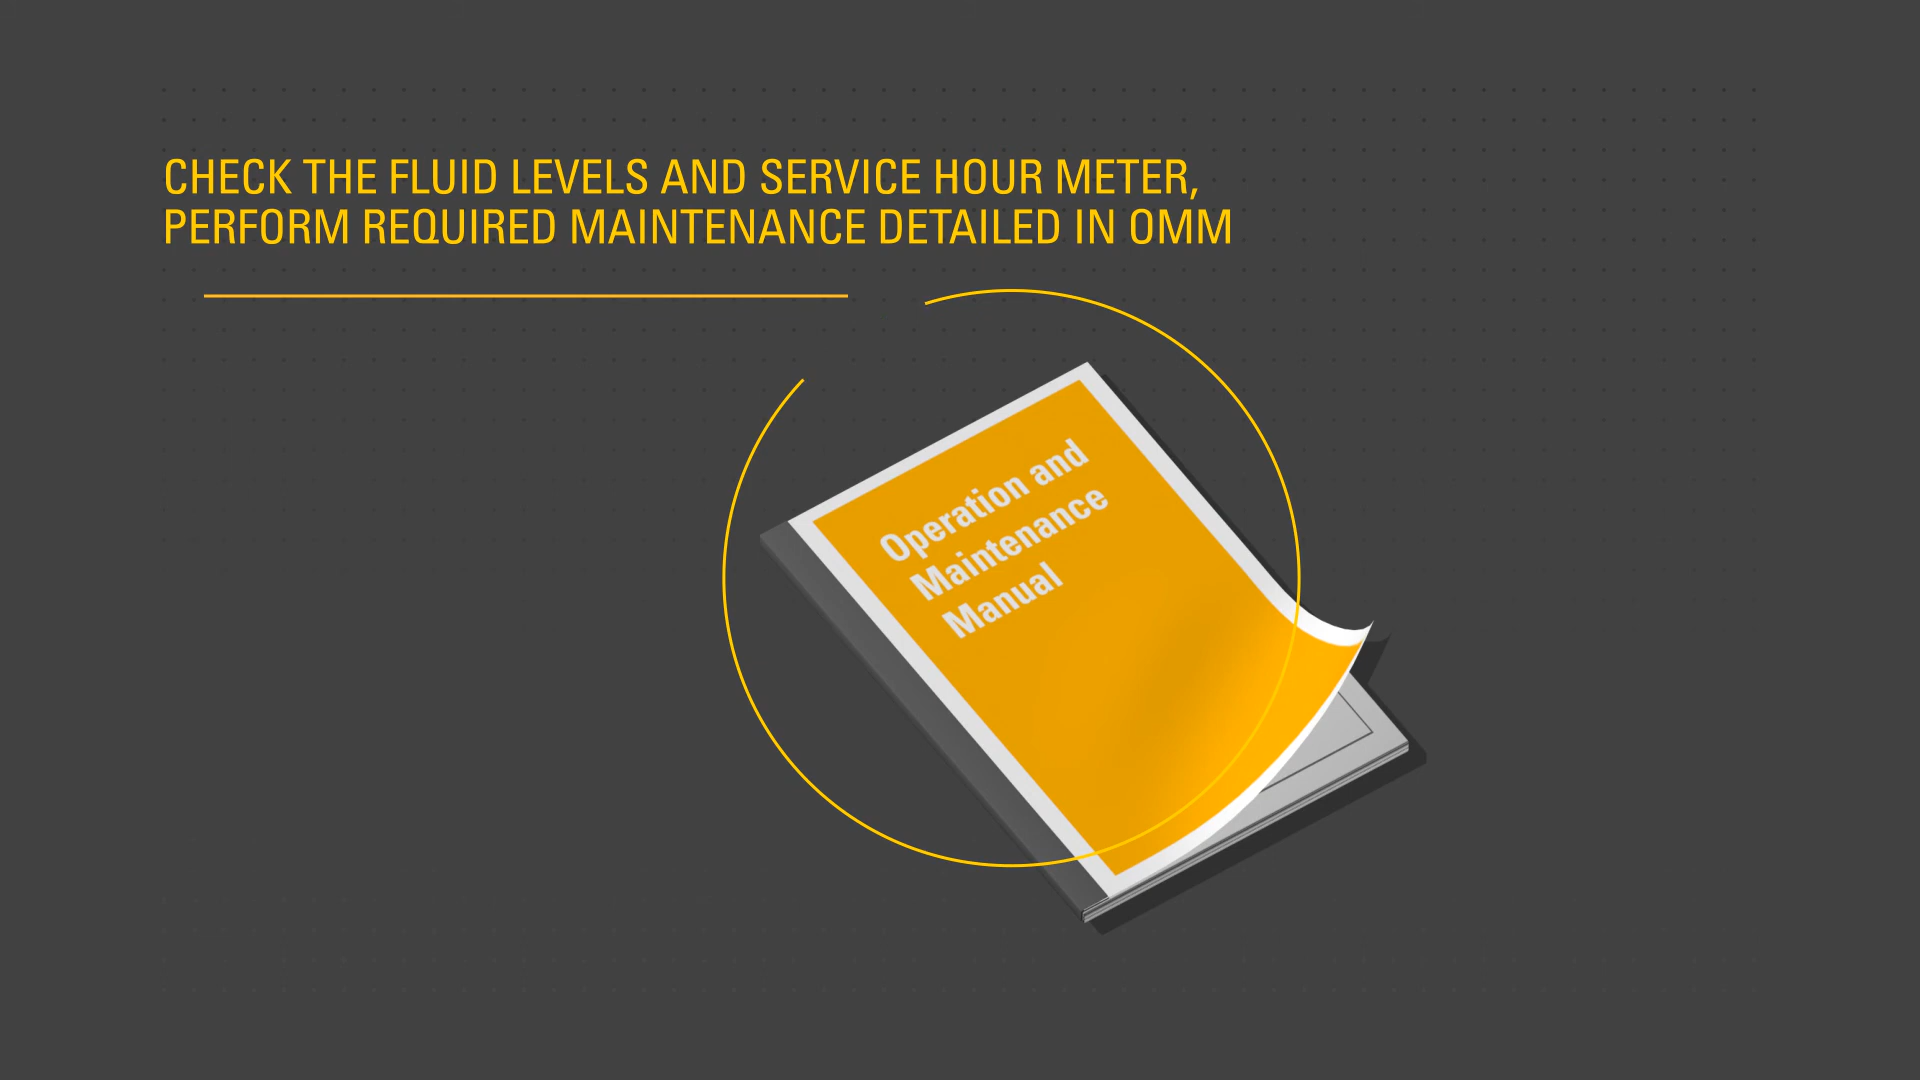 CHECK THE FLUID LEVELS AND SERVICE HOUR METER,
PERFORM REQUIRED MAINTENANCE DETAILED IN OMM
Operation and
Maintenance
Manual